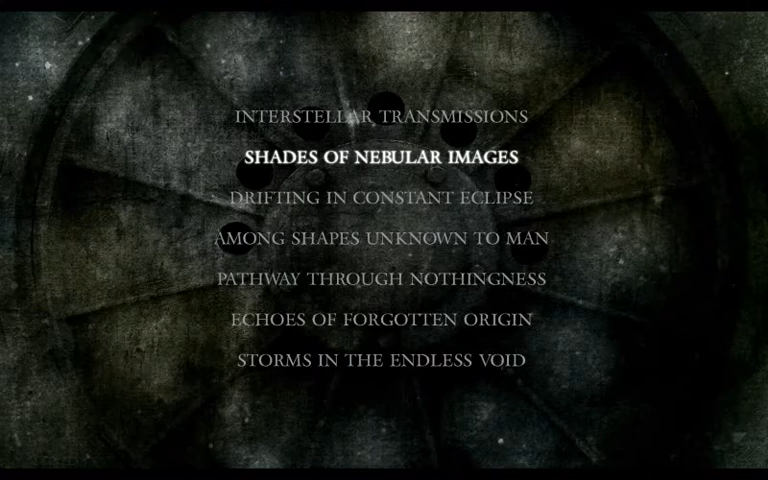 INTERSTELLAR TRANSMISSIONS
SHADES OF NEBULAR IMAGES
DRIFTING IN CONSTANT ECLIPSE
AMONG SHAPES UNKNOWN TO MAN
PATHWAY THROUGH NOTHINGNESS
ECHOES OF FORGOTTEN ORIGIN
STORMS IN THE ENDLESS VOID